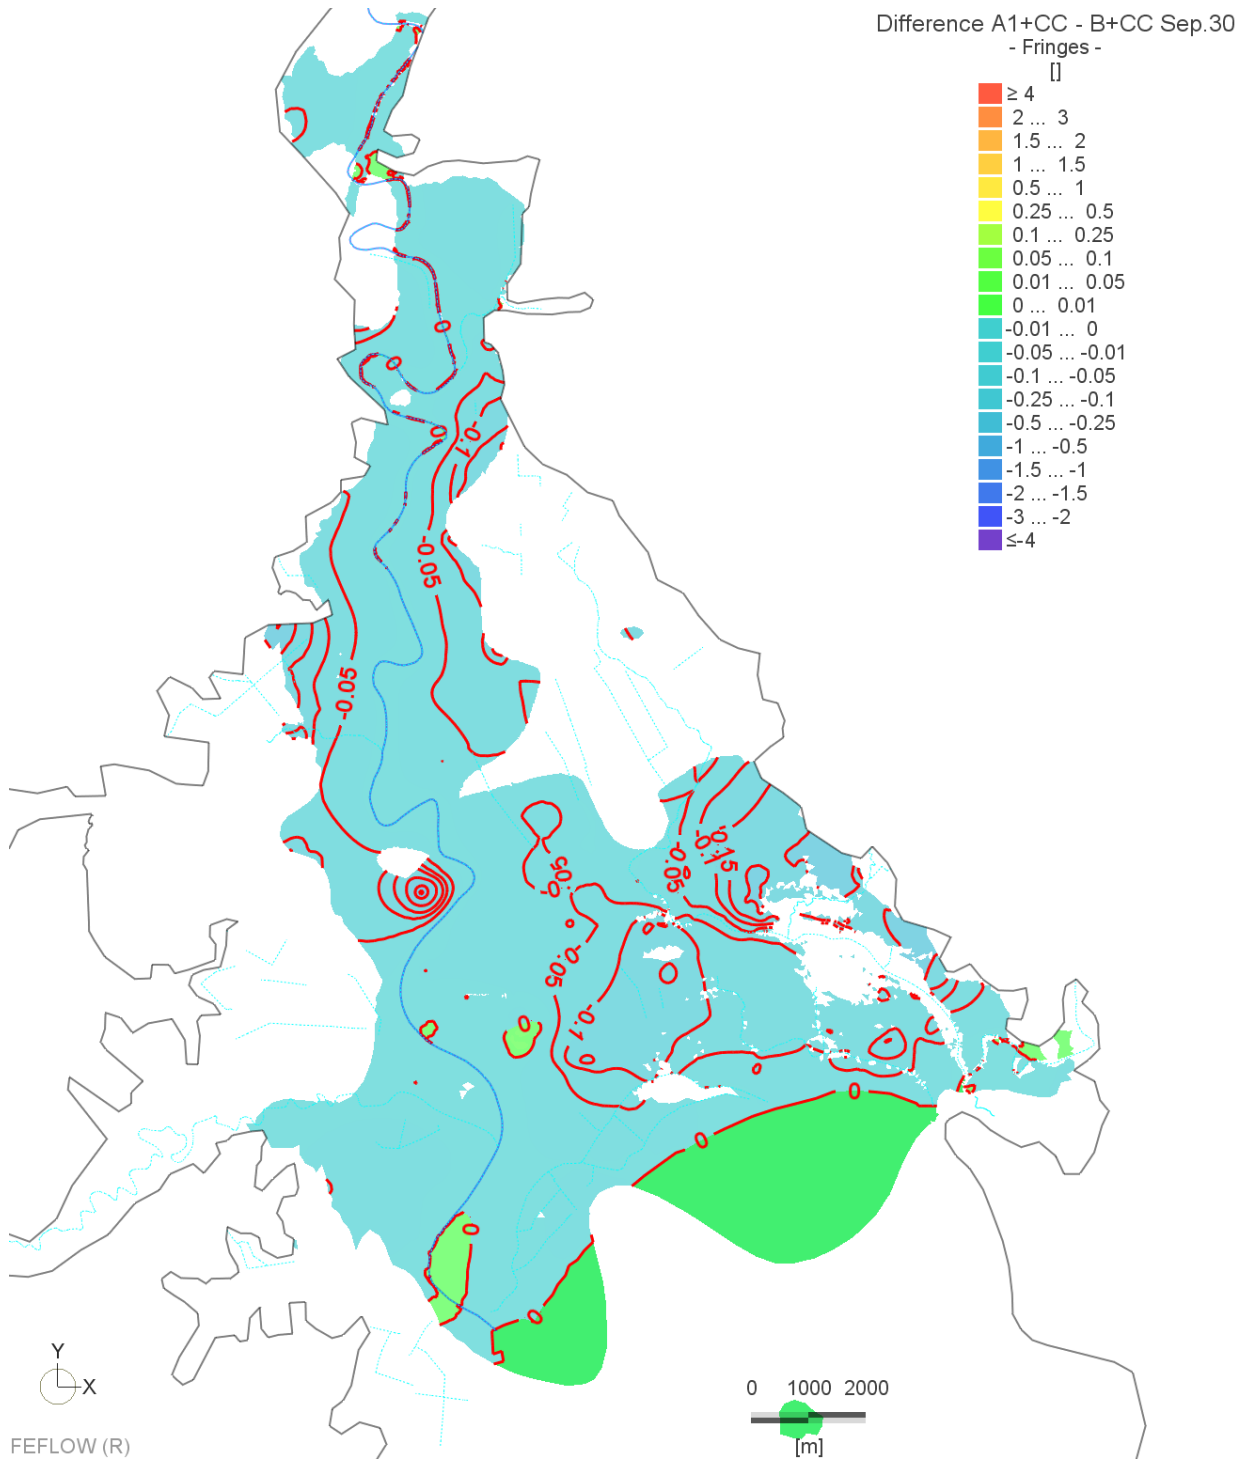 Difference A1+CC - B+CC Sep.30
- Fringes -
[]
≥ 4
2 ... 3
1.5 ... 2
1 ... 1.5
0.5 ... 1
0.25 ... 0.5
0.1 ... 0.25
0.05 ... 0.1
0.01 ... 0.05
0 ... 0.01
-0.01 ... 0
-0.05 ... -0.01
-0.1 ... -0.05
-0.25 ... -0.1
-0.5 ... -0.25
-1 ... -0.5
-1.5 ... -1
-2 ... -1.5
-3 ... -2
≤-4
0
0
0
-0.1
-0.05
-0.05
-0.05
-0.05
-0.1
-0.15
-0.05
-0.1
0
0
0
0
0
0
Y
X
0 1000 2000
[m]
FEFLOW (R)